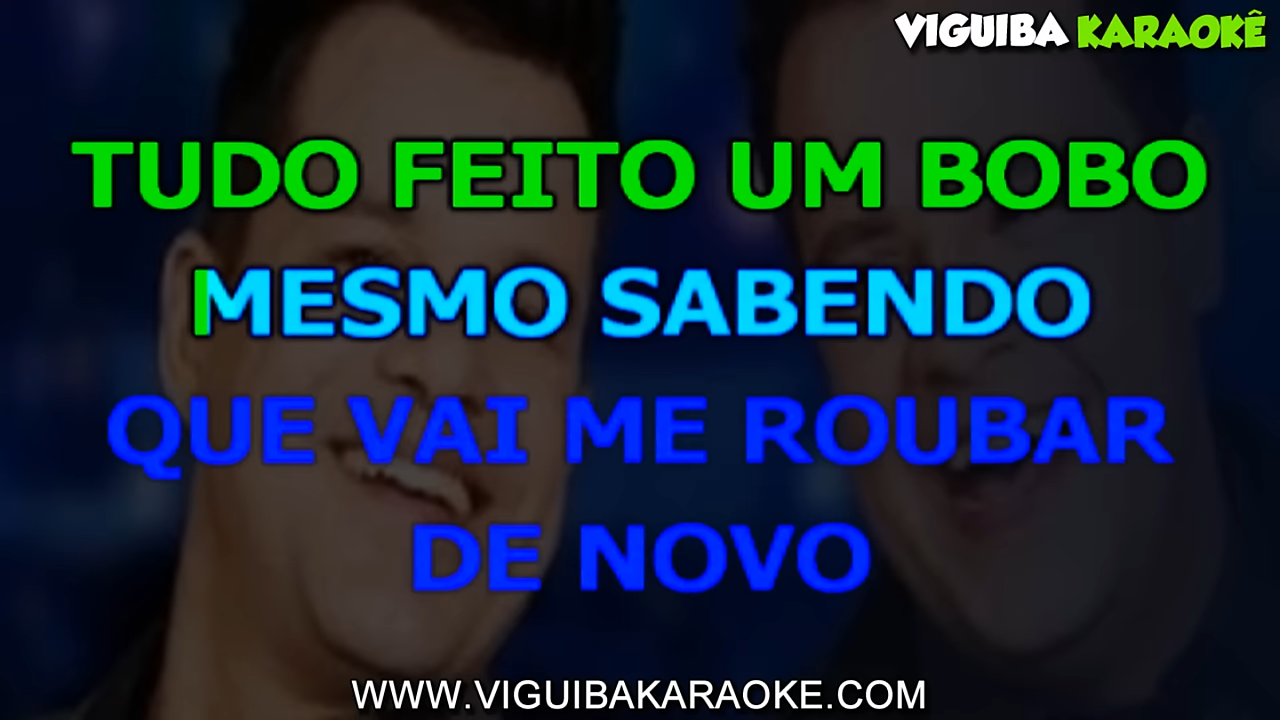 VIGUIBA KARAOKÊ
TUDO FEITO UM BOBO
MESMO SABENDO
QUE VAI ME ROUBAR
DE NOVO
WWW.VIGUIBAKARAOKE.COM